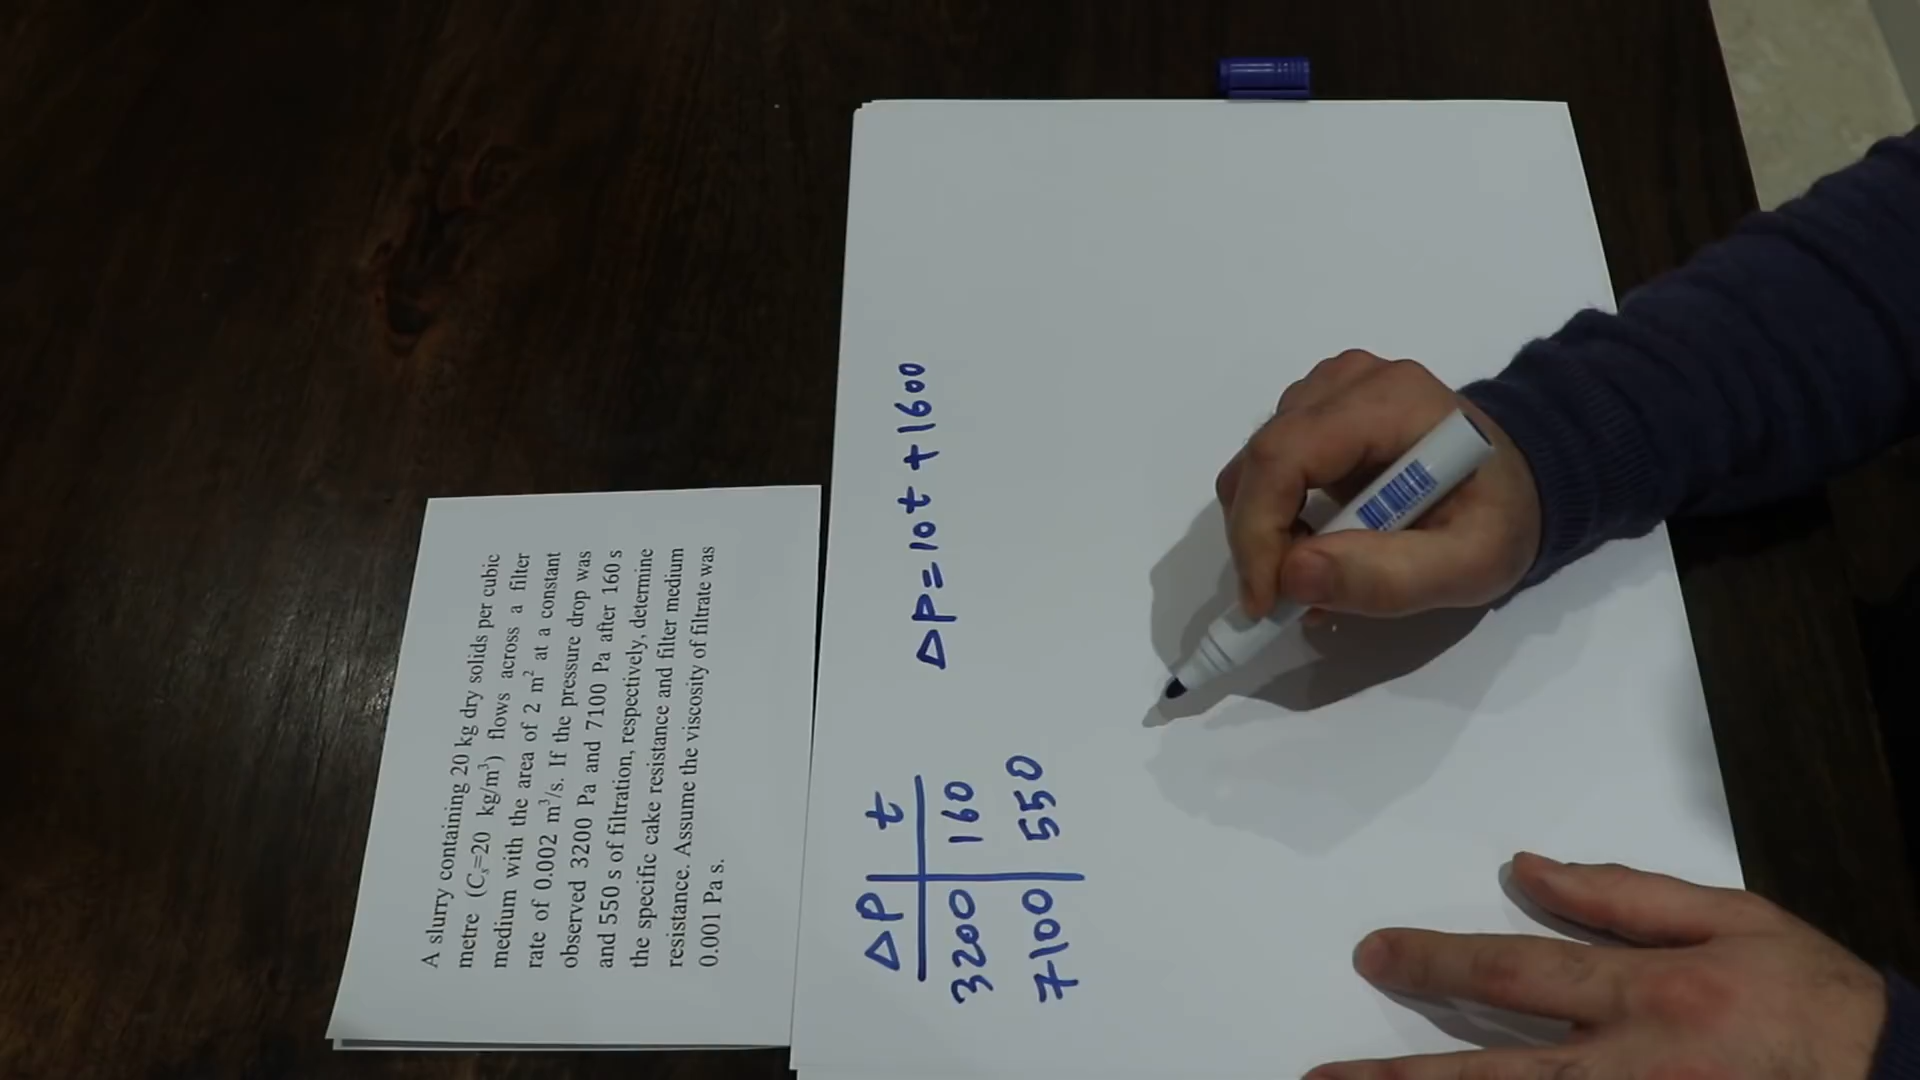 A slurry containing 20 kg dry solids per cubic
metre (Cₛ=20 kg/m³) flows across a filter
medium with the area of 2 m² at a constant
rate of 0.002 m³/s. If the pressure drop was
observed 3200 Pa and 7100 Pa after 160 s
and 550 s of filtration, respectively, determine
the specific cake resistance and filter medium
resistance. Assume the viscosity of filtrate was
0.001 Pa s.
ΔP t
3200 160
7100 550
ΔP=10t+1600